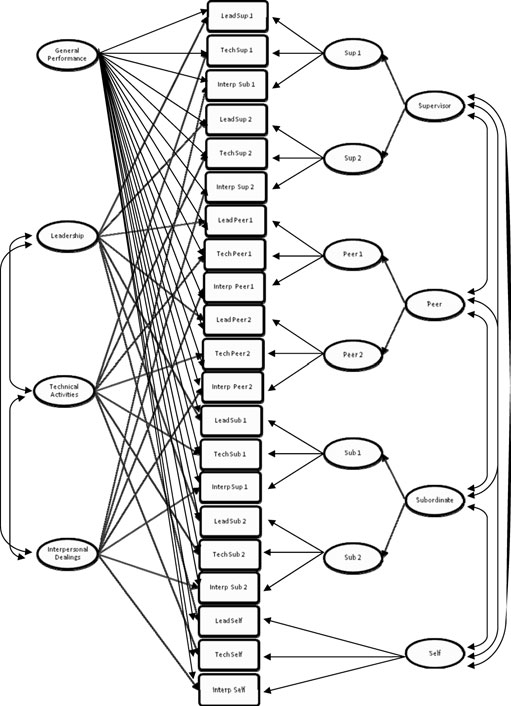 General
Performance
Leadership
Technical
Activities
Interpersonal
Dealings
Lead Sup 1
Tech Sup 1
Interp Sub 1
Lead Sup 2
Tech Sup 2
Interp Sup 2
Lead Peer 1
Tech Peer 1
Interp Peer 1
Lead Peer 2
Tech Peer 2
Interp Peer 2
Lead Sub 1
Tech Sub 1
Interp Sup 1
Lead Sub 2
Tech Sub 2
Interp Sub 2
Lead Self
Tech Self
Interp Self
Sup 1
Sup 2
Peer 1
Peer 2
Sub 1
Sub 2
Supervisor
Peer
Subordinate
Self